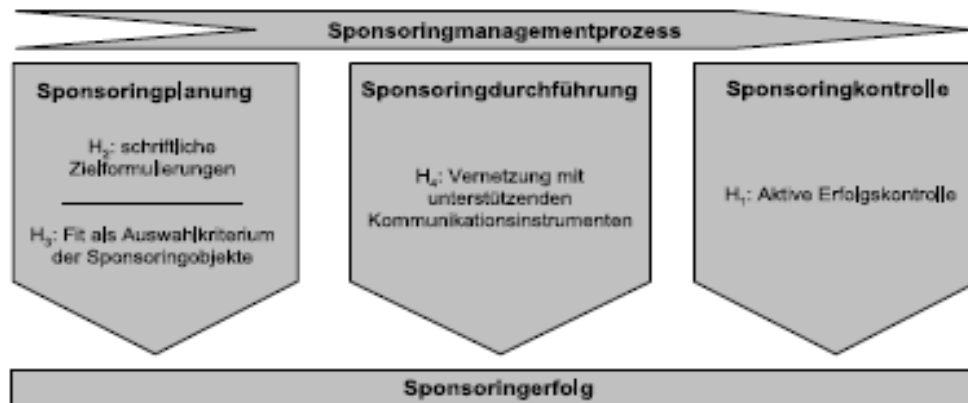 Sponsoringmanagementprozess
Sponsoringplanung
H₂: schriftliche
Zielformulierungen
H₃: Fit als Auswahlkriterium
der Sponsoringobjekte
Sponsoringdurchführung
H₄: Vernetzung mit
unterstützenden
Kommunikationsinstrumenten
Sponsoringkontrolle
H₁: Aktive Erfolgskontrolle
Sponsoringerfolg